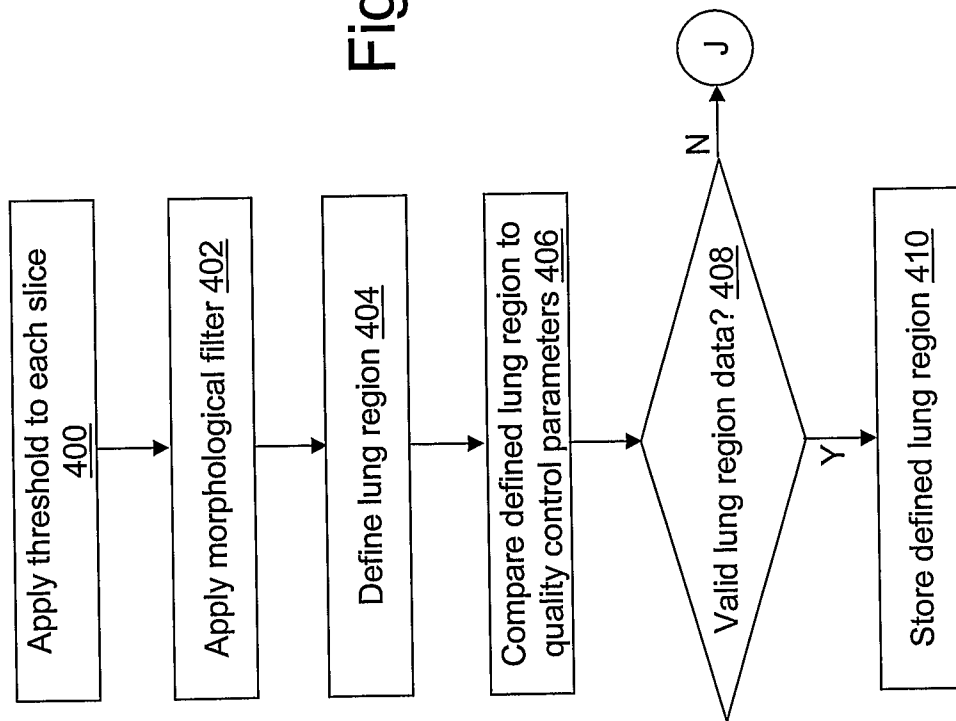 Apply threshold to each slice
400
Apply morphological filter 402
Define lung region 404
Compare defined lung region to
quality control parameters 406
Valid lung region data? 408
N
J
Y
Store defined lung region 410
Fig